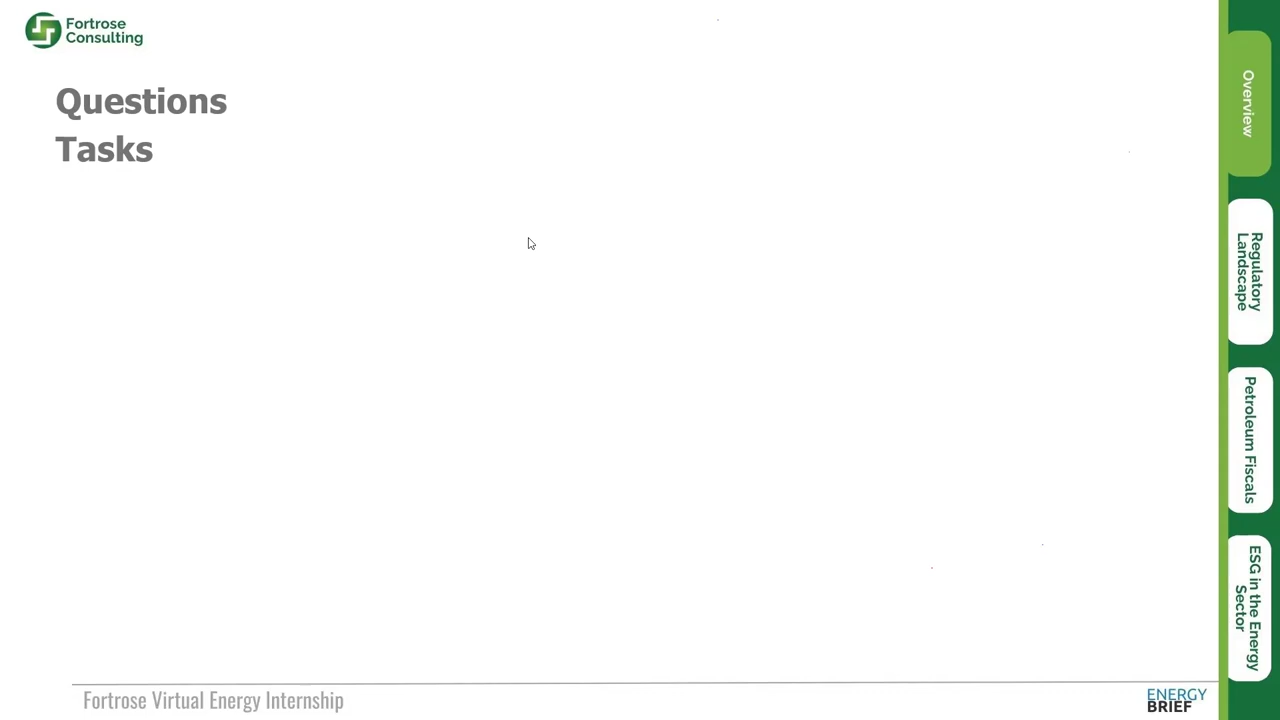 Fortrose
Consulting
Questions
Tasks
Overview
Regulatory
Landscape
Petroleum Fiscals
ESG in the Energy
Sector
Fortrose Virtual Energy Internship
ENERGY
BRIEF